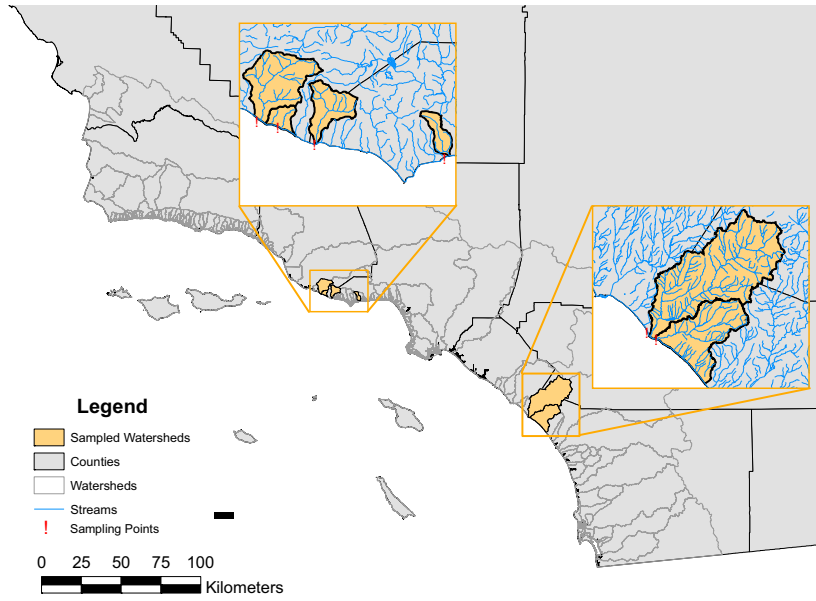 Legend
Sampled Watersheds
Counties
Watersheds
Streams
! Sampling Points
0 25 50 75 100
Kilometers